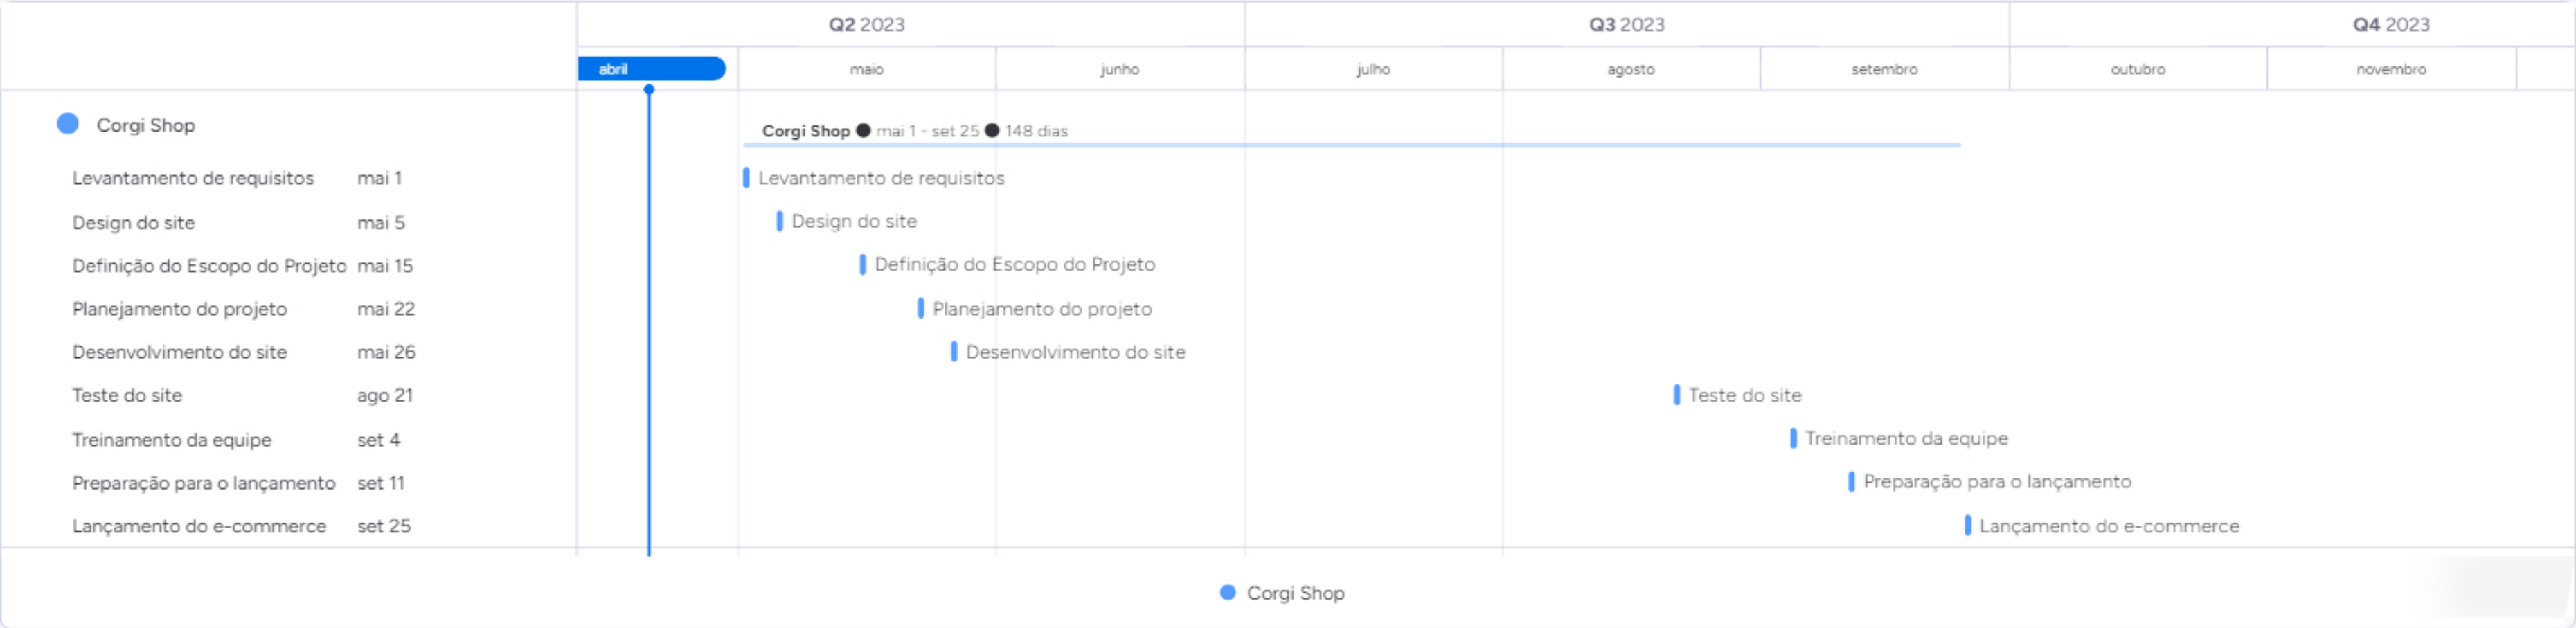 Q2 2023 Q3 2023 Q4 2023
abril maio junho julho agosto setembro outubro novembro
Corgi Shop
Corgi Shop ● mai 1 - set 25 ● 148 dias
Levantamento de requisitos mai 1 Levantamento de requisitos
Design do site mai 5 Design do site
Definição do Escopo do Projeto mai 15 Definição do Escopo do Projeto
Planejamento do projeto mai 22 Planejamento do projeto
Desenvolvimento do site mai 26 Desenvolvimento do site
Teste do site ago 21 Teste do site
Treinamento da equipe set 4 Treinamento da equipe
Preparação para o lançamento set 11 Preparação para o lançamento
Lançamento do e-commerce set 25 Lançamento do e-commerce
Corgi Shop